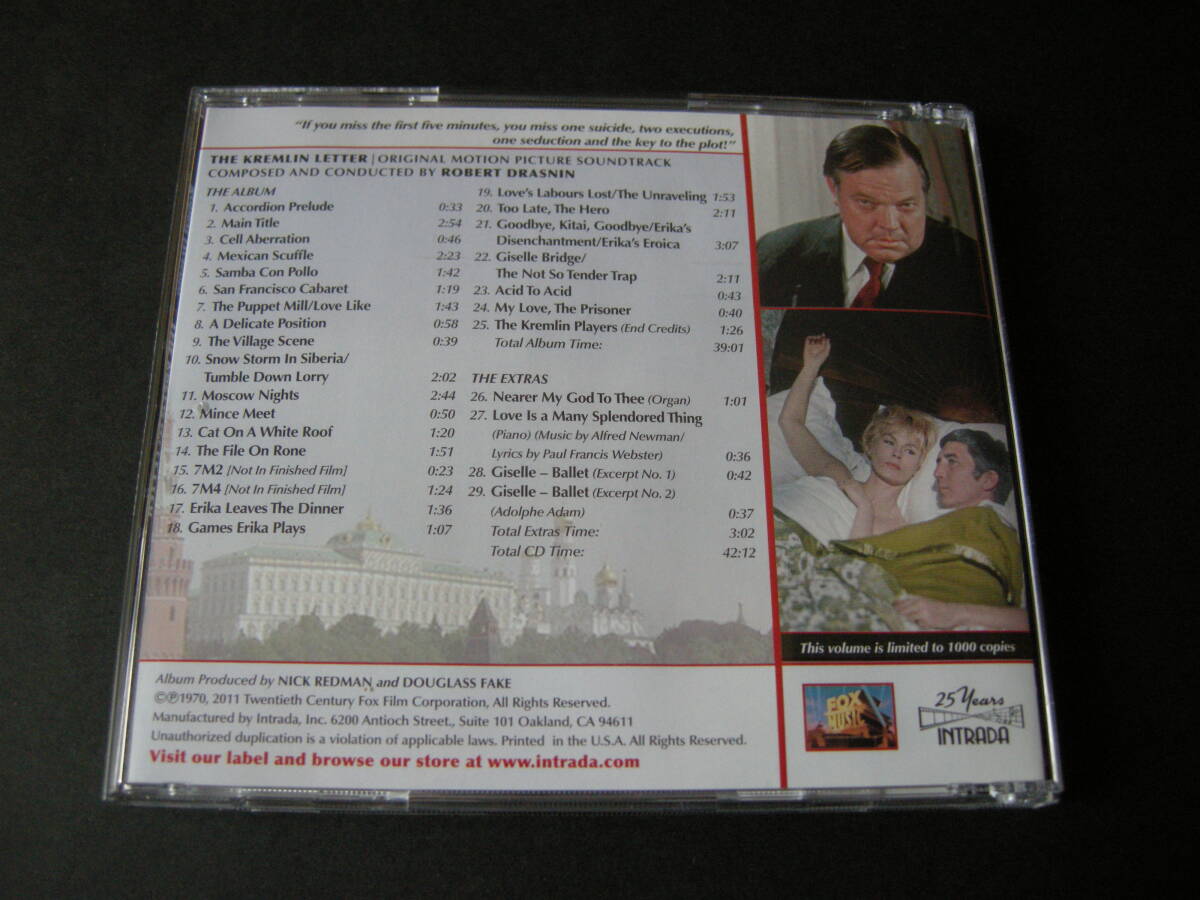 "If you miss the first five minutes, you miss one suicide, two executions,
one seduction and the key to the plot!"
THE KREMLIN LETTER | ORIGINAL MOTION PICTURE SOUNDTRACK
COMPOSED AND CONDUCTED BY ROBERT DRASNIN
THE ALBUM
1. Accordion Prelude 0:33
2. Main Title 2:54
3. Cell Aberration 0:46
4. Mexican Scuffle 2:23
5. Samba Con Pollo 1:42
6. San Francisco Cabaret 1:19
7. The Puppet Mill/Love Like 1:43
8. A Delicate Position 0:58
9. The Village Scene 0:39
10. Snow Storm In Siberia/
Tumble Down Lorry 2:02
11. Moscow Nights 2:44
12. Mince Meet 0:50
13. Cat On A White Roof 1:20
14. The File On Rone 1:51
15. 7M2 [Not In Finished Film] 0:23
16. 7M4 [Not In Finished Film] 1:24
17. Erika Leaves The Dinner 1:36
18. Games Erika Plays 1:07
19. Love's Labours Lost/The Unraveling 1:53
20. Too Late, The Hero 2:11
21. Goodbye, Kitai, Goodbye/Erika's
Disenchantment/Erika's Eroica 3:07
22. Giselle Bridge/
The Not So Tender Trap 2:11
23. Acid To Acid 0:43
24. My Love, The Prisoner 0:40
25. The Kremlin Players (End Credits) 1:26
Total Album Time: 39:01
THE EXTRAS
26. Nearer My God To Thee (Organ) 1:01
27. Love Is a Many Splendored Thing
(Piano) (Music by Alfred Newman/
Lyrics by Paul Francis Webster) 0:36
28. Giselle – Ballet (Excerpt No. 1) 0:42
29. Giselle – Ballet (Excerpt No. 2)
(Adolphe Adam) 0:37
Total Extras Time: 3:02
Total CD Time: 42:12
This volume is limited to 1000 copies
Album Produced by NICK REDMAN and DOUGLASS FAKE
©℗1970, 2011 Twentieth Century Fox Film Corporation, All Rights Reserved.
Manufactured by Intrada, Inc. 6200 Antioch Street., Suite 101 Oakland, CA 94611
Unauthorized duplication is a violation of applicable laws. Printed in the U.S.A. All Rights Reserved.
Visit our label and browse our store at www.intrada.com
FOX
MUSIC
25 Years
INTRADA